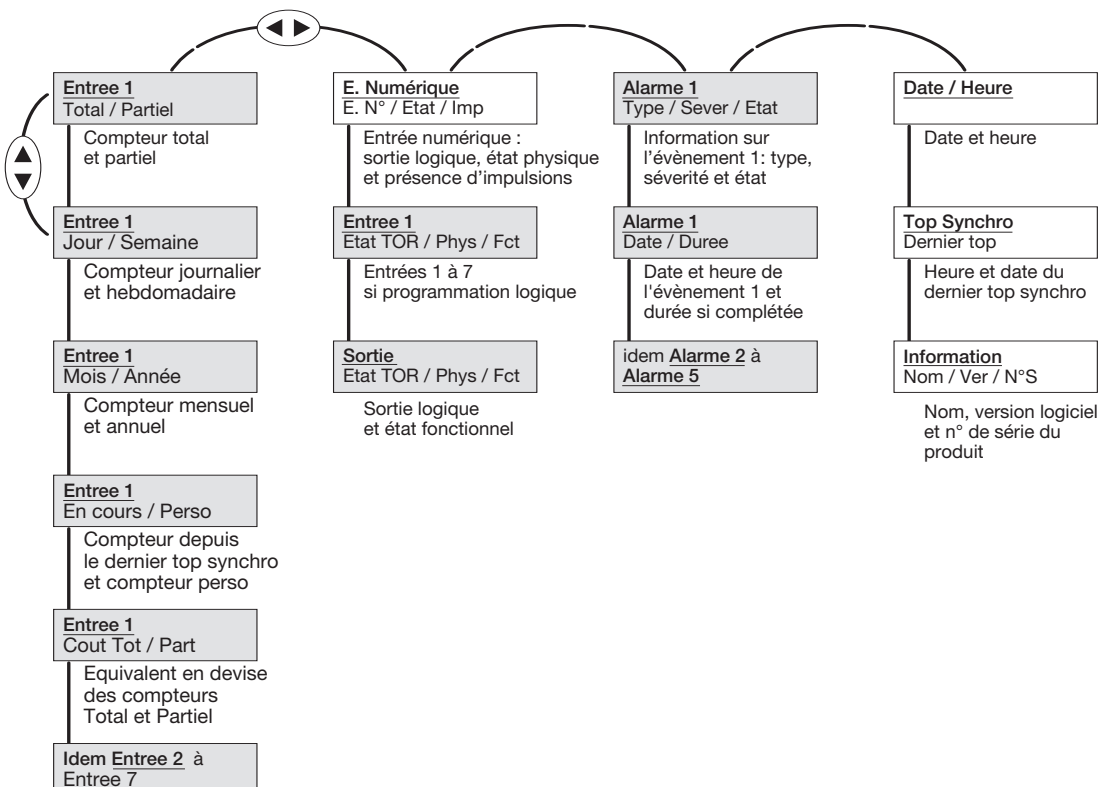 Entree 1
Total / Partiel
Compteur total
et partiel
Entree 1
Jour / Semaine
Compteur journalier
et hebdomadaire
Entree 1
Mois / Année
Compteur mensuel
et annuel
Entree 1
En cours / Perso
Compteur depuis
le dernier top synchro
et compteur perso
Entree 1
Cout Tot / Part
Equivalent en devise
des compteurs
Total et Partiel
Idem Entree 2 à
Entree 7
E. Numérique
E. N° / Etat / Imp
Entrée numérique :
sortie logique, état physique
et présence d'impulsions
Entree 1
Etat TOR / Phys / Fct
Entrées 1 à 7
si programmation logique
Sortie
Etat TOR / Phys / Fct
Sortie logique
et état fonctionnel
Alarme 1
Type / Sever / Etat
Information sur
l'évènement 1: type,
séverité et état
Alarme 1
Date / Duree
Date et heure de
l'évènement 1 et
durée si complétée
idem Alarme 2 à
Alarme 5
Date / Heure
Date et heure
Top Synchro
Dernier top
Heure et date du
dernier top synchro
Information
Nom / Ver / N°S
Nom, version logiciel
et n° de série du
produit